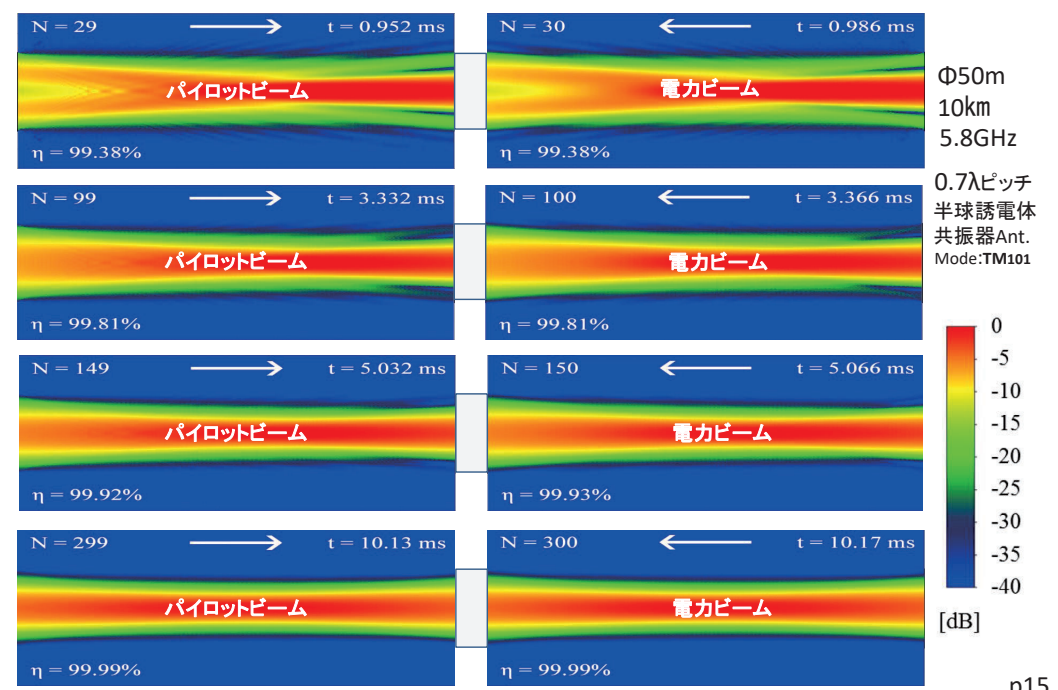 N = 29 → t = 0.952 ms
パイロットビーム
η = 99.38%
N = 30 ← t = 0.986 ms
電力ビーム
η = 99.38%
N = 99 → t = 3.332 ms
パイロットビーム
η = 99.81%
N = 100 ← t = 3.366 ms
電力ビーム
η = 99.81%
N = 149 → t = 5.032 ms
パイロットビーム
η = 99.92%
N = 150 ← t = 5.066 ms
電力ビーム
η = 99.93%
N = 299 → t = 10.13 ms
パイロットビーム
η = 99.99%
N = 300 ← t = 10.17 ms
電力ビーム
η = 99.99%
Φ50m
10㎞
5.8GHz
0.7λピッチ
半球誘電体
共振器Ant.
Mode:TM101
0
-5
-10
-15
-20
-25
-30
-35
-40
[dB]
p15